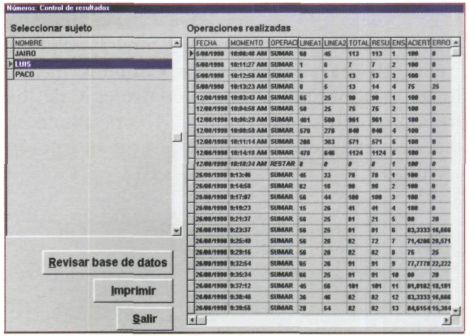 Números: Control de resultados
Seleccionar sujeto
NOMBRE
JAIRO
LUIS
PACO
Operaciones realizadas
FECHA MOMENTO OPERAC LINEA1 LINEA2 TOTAL RESU ENS ACIERT ERRO
5/08/1998 10:08:46 AM SUMAR 68 45 113 113 1 100 0
5/08/1998 10:11:27 AM SUMAR 1 6 7 7 2 100 0
5/08/1998 10:12:58 AM SUMAR 8 5 13 13 3 100 0
5/08/1998 10:13:23 AM SUMAR 8 5 13 14 4 75 25
12/08/1998 10:03:43 AM SUMAR 65 25 90 90 1 100 0
12/08/1998 10:04:58 AM SUMAR 50 25 75 75 2 100 0
12/08/1998 10:06:29 AM SUMAR 401 500 901 901 3 100 0
12/08/1998 10:08:58 AM SUMAR 570 270 840 840 4 100 0
12/08/1998 10:11:14 AM SUMAR 208 363 571 571 5 100 0
12/08/1998 10:14:18 AM SUMAR 478 646 1124 1124 6 100 0
12/08/1998 10:18:34 AM RESTAR 0 0 0 0 1 100 0
26/08/1998 9:13:46 SUMAR 45 33 78 78 1 100 0
26/08/1998 9:14:58 SUMAR 82 16 98 98 2 100 0
26/08/1998 9:17:07 SUMAR 56 44 100 100 3 100 0
26/08/1998 9:19:23 SUMAR 15 26 41 41 4 100 0
26/08/1998 9:21:37 SUMAR 56 25 81 21 5 80 20
26/08/1998 9:23:37 SUMAR 56 25 81 81 6 83,3333 16,666
26/08/1998 9:25:49 SUMAR 56 26 82 72 7 71,4286 28,571
26/08/1998 9:29:16 SUMAR 56 26 82 82 8 75 25
26/08/1998 9:32:54 SUMAR 65 26 91 91 9 77,7778 22,222
26/08/1998 9:35:34 SUMAR 66 25 91 91 10 80 20
26/08/1998 9:37:12 SUMAR 45 56 101 101 11 81,8182 18,181
26/08/1998 9:38:46 SUMAR 36 46 82 82 12 83,3333 16,666
26/08/1998 9:39:56 SUMAR 28 54 82 82 13 84,6154 15,384
Revisar base de datos
Imprimir
Salir